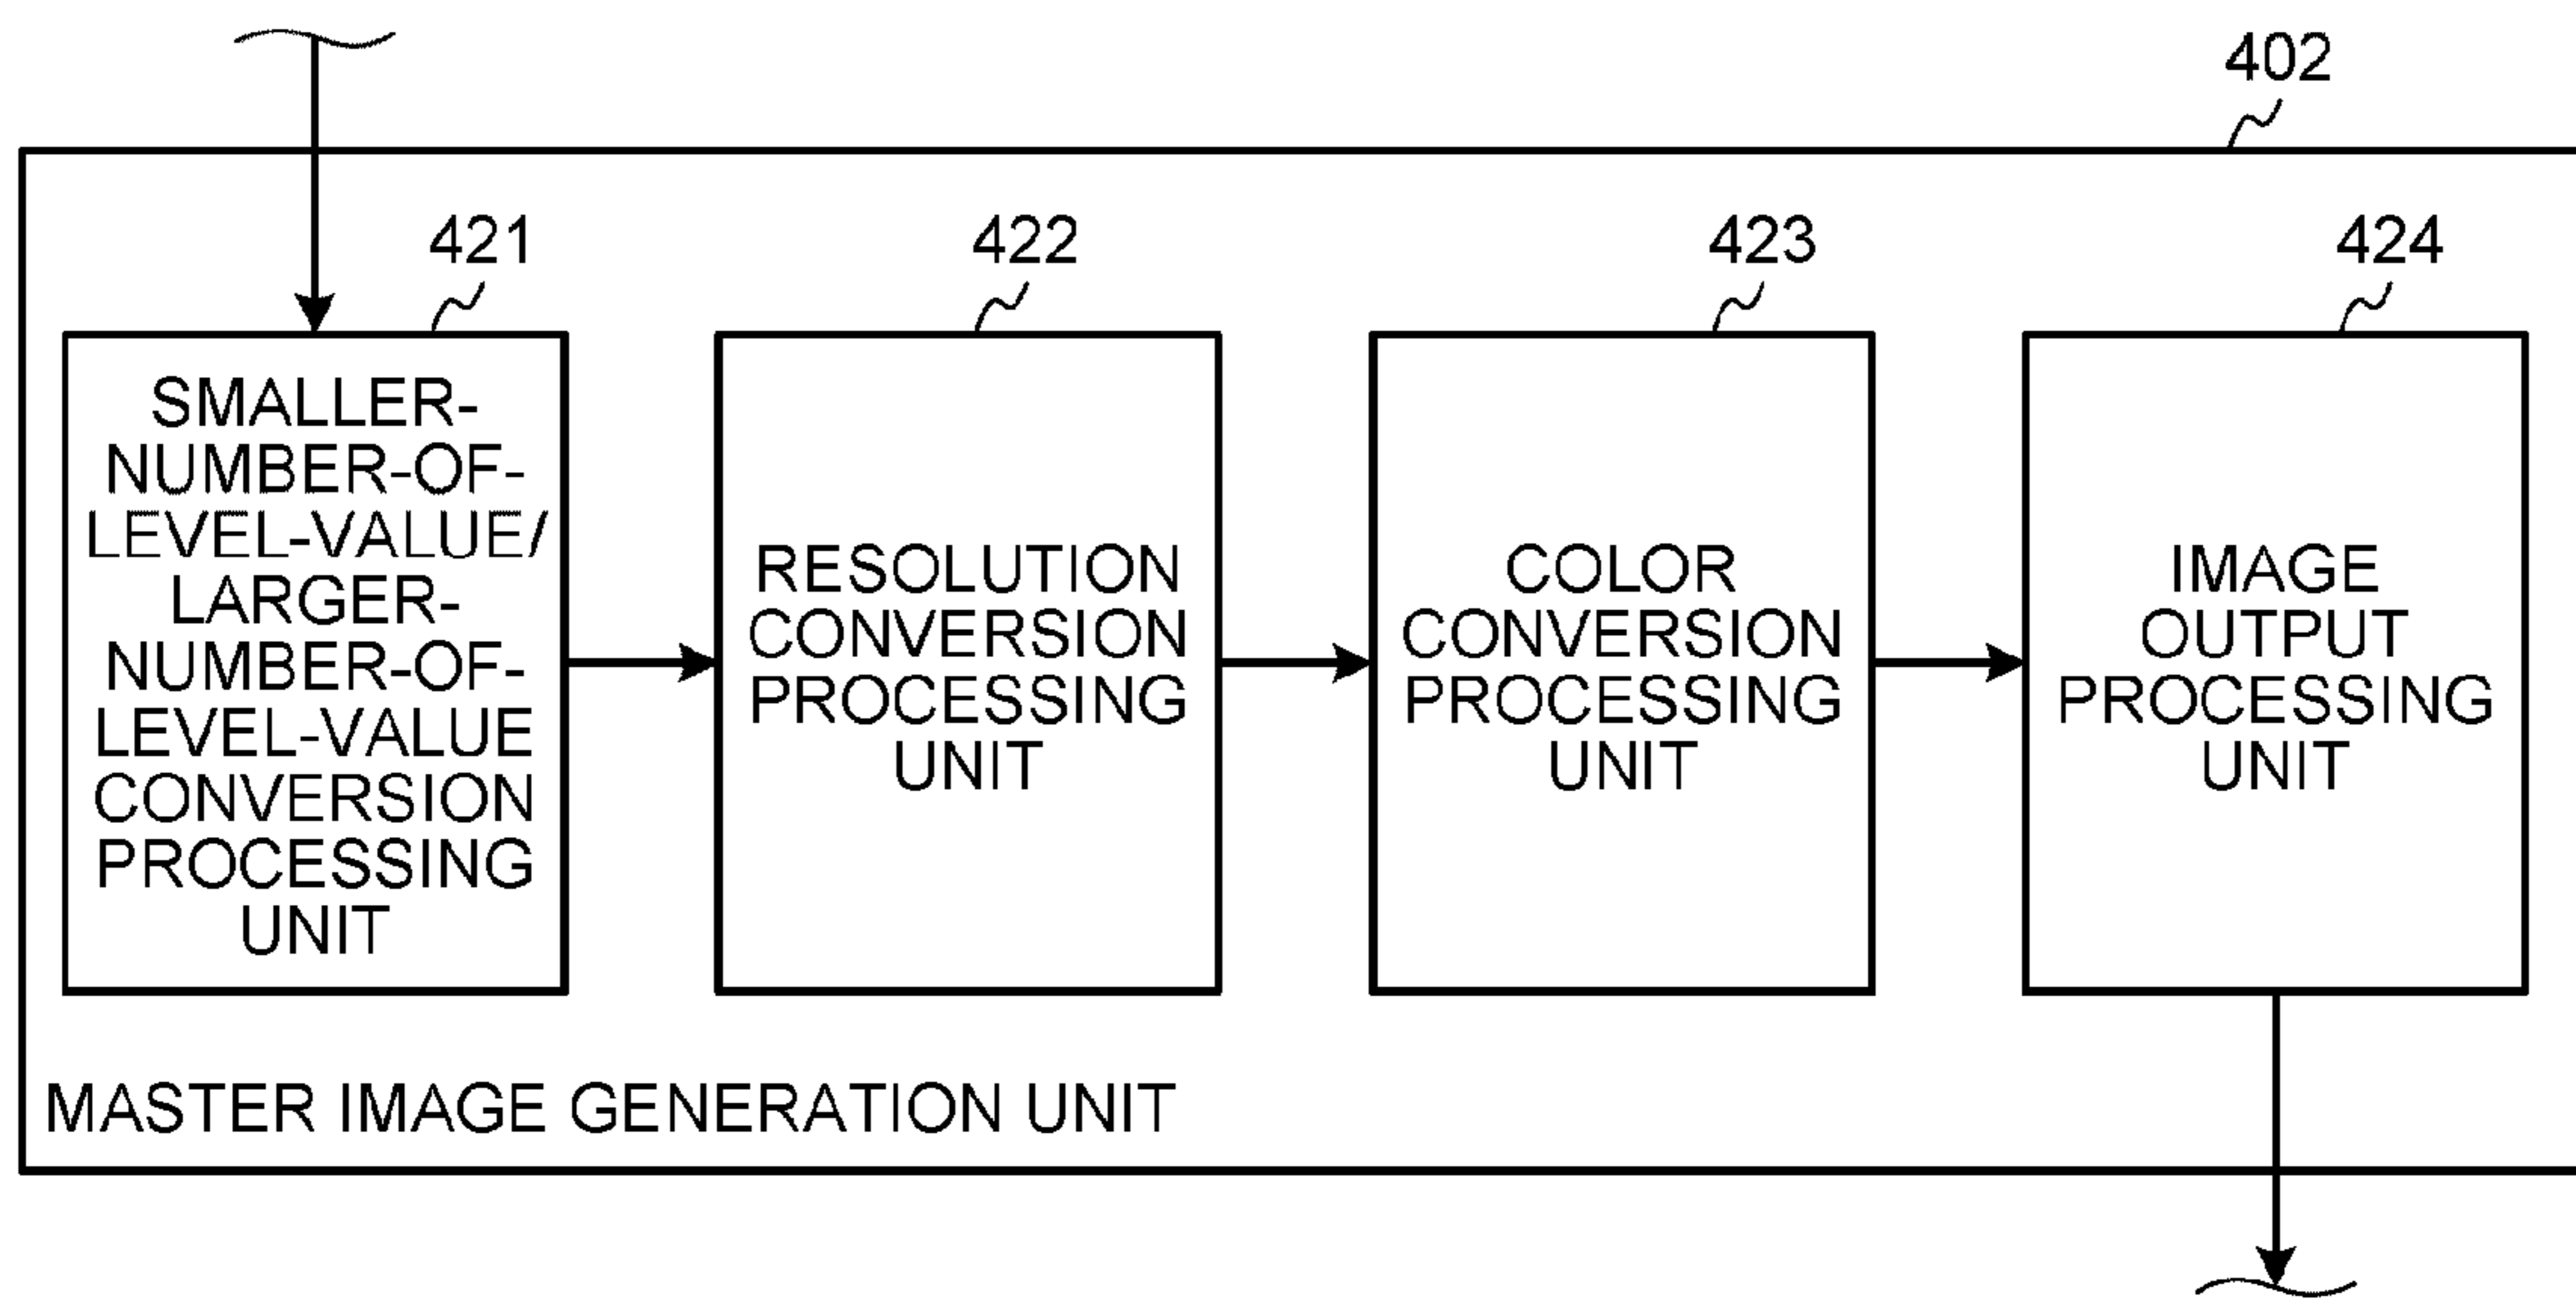 402
421
SMALLER-
NUMBER-OF-
LEVEL-VALUE/
LARGER-
NUMBER-OF-
LEVEL-VALUE
CONVERSION
PROCESSING
UNIT
422
RESOLUTION
CONVERSION
PROCESSING
UNIT
423
COLOR
CONVERSION
PROCESSING
UNIT
424
IMAGE
OUTPUT
PROCESSING
UNIT
MASTER IMAGE GENERATION UNIT